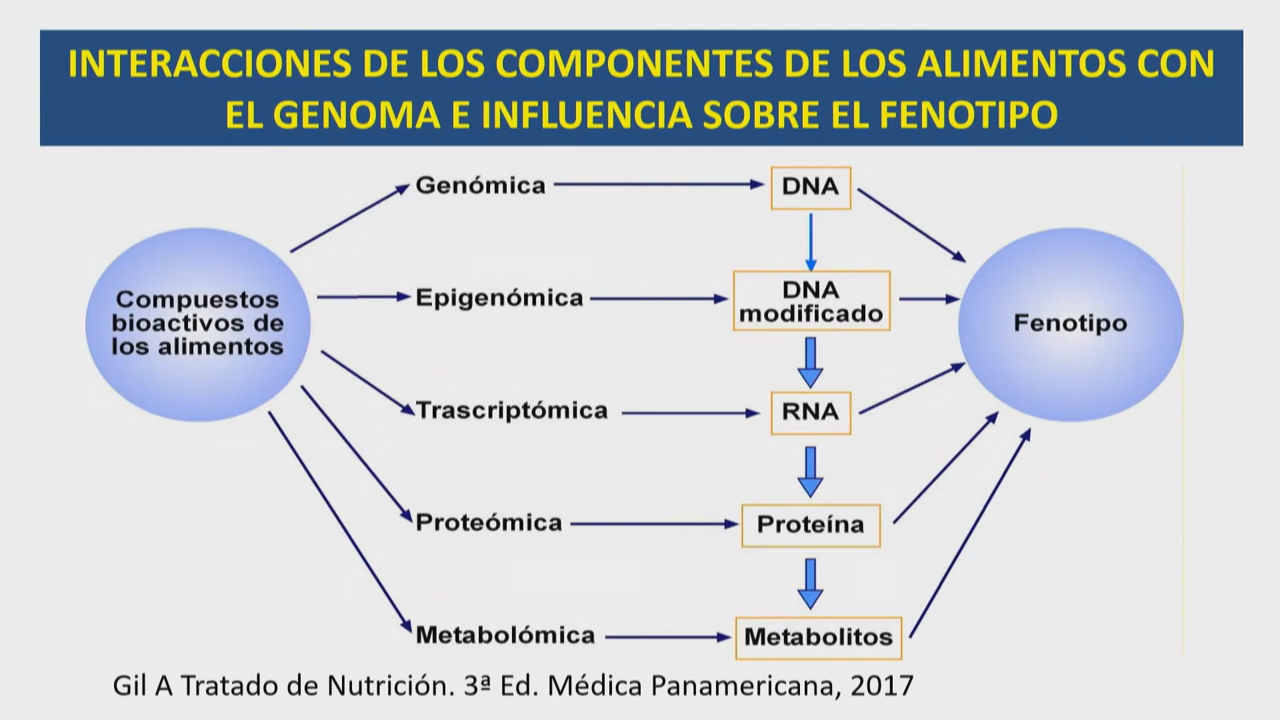 INTERACCIONES DE LOS COMPONENTES DE LOS ALIMENTOS CON
EL GENOMA E INFLUENCIA SOBRE EL FENOTIPO
Compuestos
bioactivos de
los alimentos
Genómica
DNA
Epigenómica
DNA
modificado
Trascriptómica
RNA
Proteómica
Proteína
Metabolómica
Metabolitos
Fenotipo
Gil A Tratado de Nutrición. 3ª Ed. Médica Panamericana, 2017